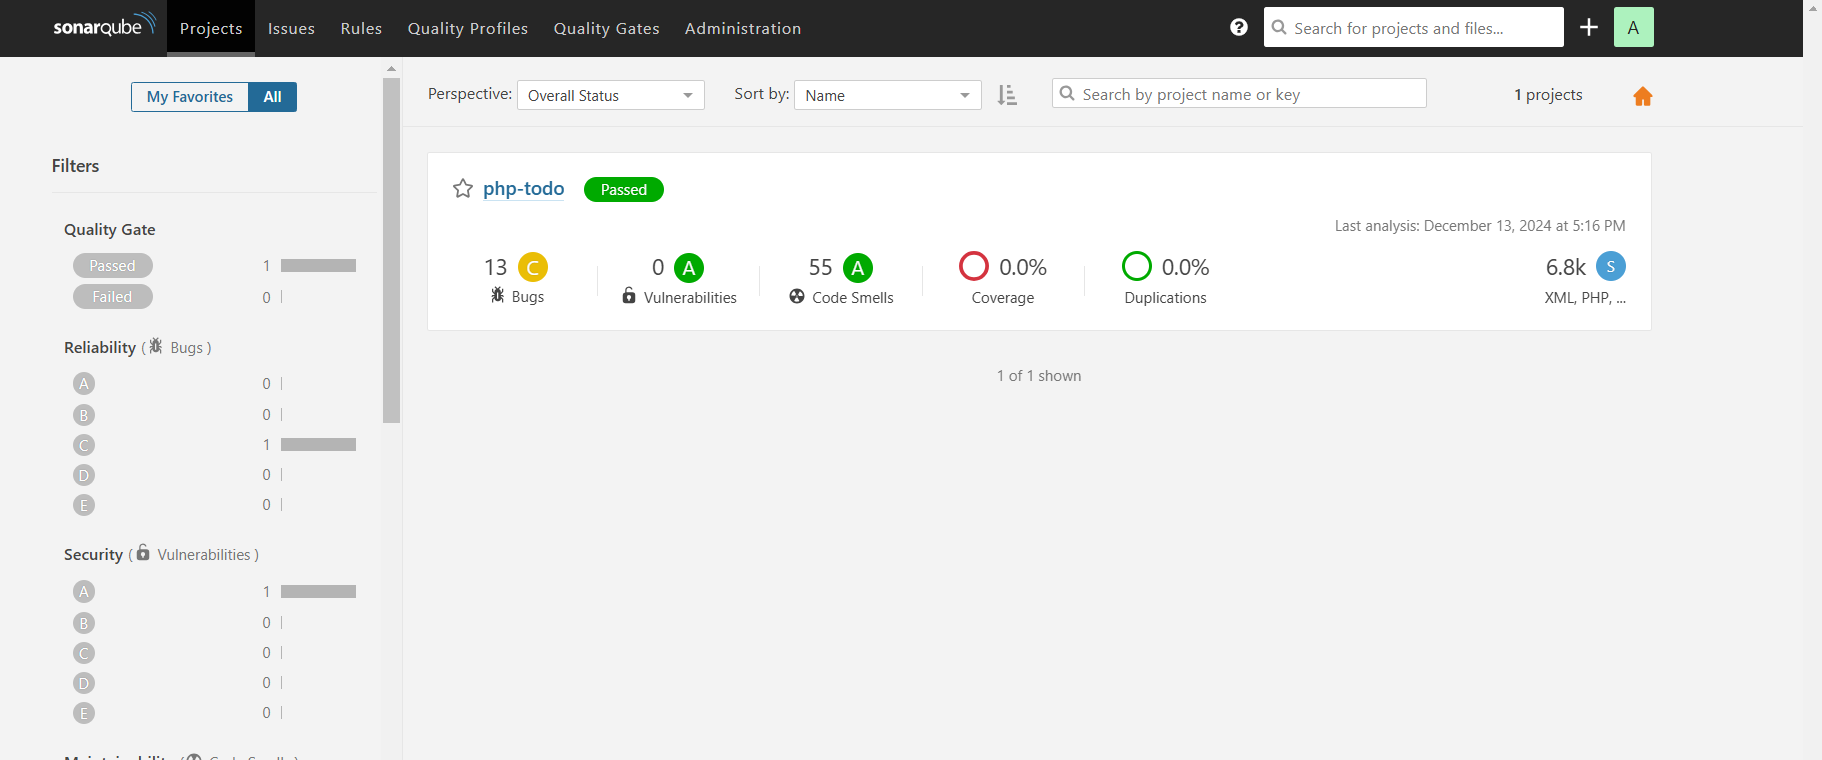 sonarqube Projects Issues Rules Quality Profiles Quality Gates Administration Search for projects and files... A
My Favorites All
Perspective: Overall Status Sort by: Name Search by project name or key 1 projects
Filters
Quality Gate
Passed 1
Failed 0
Reliability ( Bugs )
A 0
B 0
C 1
D 0
E 0
Security ( Vulnerabilities )
A 1
B 0
C 0
D 0
E 0
Maintainability ( Code Smells )
php-todo Passed
Last analysis: December 13, 2024 at 5:16 PM
13 C 0 A 55 A 0.0% 0.0% 6.8k S
Bugs Vulnerabilities Code Smells Coverage Duplications XML, PHP, ...
1 of 1 shown